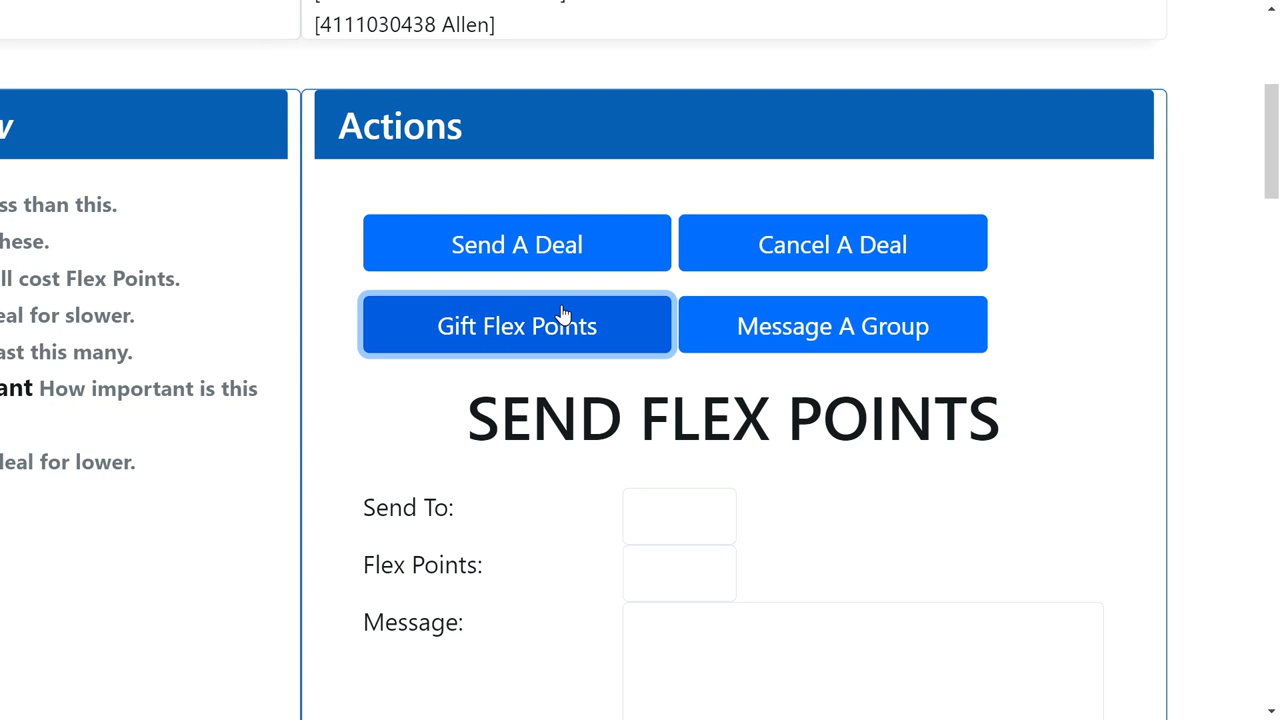 [4111030438 Allen]
Actions
ss than this.
hese.
ll cost Flex Points.
eal for slower.
ast this many.
ant How important is this
eal for lower.
Send A Deal
Cancel A Deal
Gift Flex Points
Message A Group
SEND FLEX POINTS
Send To:
Flex Points:
Message: